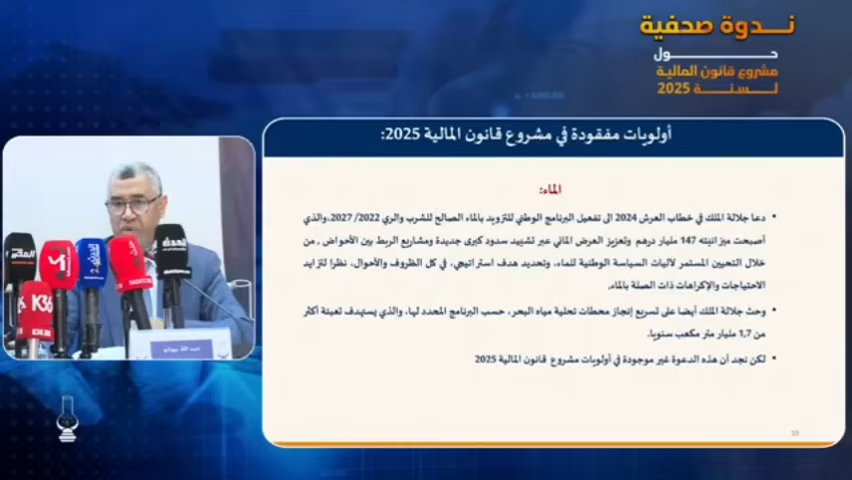 ندوة صحفية
حول
مشروع قانون المالية
لسنة 2025
أولويات مفقودة في مشروع قانون المالية 2025:
الماء:
• دعا جلالة الملك في خطاب العرش 2024 الى تفعيل البرنامج الوطني للتزويد بالماء الصالح للشرب والري 2022/ 2027،والذي
أصبحت ميزانيته 147 مليار درهم وتعزيز العرض المائي عبر تشييد سدود كبرى جديدة ومشاريع الربط بين الأحواض , من
خلال التحيين المستمر لآليات السياسة الوطنية للماء، وتحديد هدف استراتيجي، في كل الظروف والأحوال، نظرا لتزايد
الاحتياجات والإكراهات ذات الصلة بالماء.
• وحث جلالة الملك أيضا على تسريع إنجاز محطات تحلية مياه البحر، حسب البرنامج المحدد لها، والذي يستهدف تعبئة أكثر
من 1,7 مليار متر مكعب سنويا.
• لكن نجد أن هذه الدعوة غير موجودة في أولويات مشروع قانون المالية 2025
10
K36
عبد الله